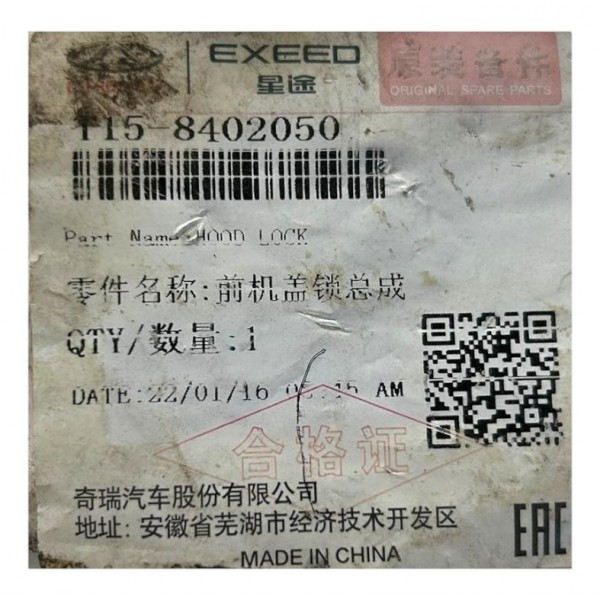 EXEED
星途
原装备件
ORIGINAL SPARE PARTS
T15-8402050
Part Name:HOOD LOCK
零件名称:前机盖锁总成
QTY/数量:1
DATE:22/01/16 AM
合格证
奇瑞汽车股份有限公司
地址: 安徽省芜湖市经济技术开发区
MADE IN CHINA
EAC